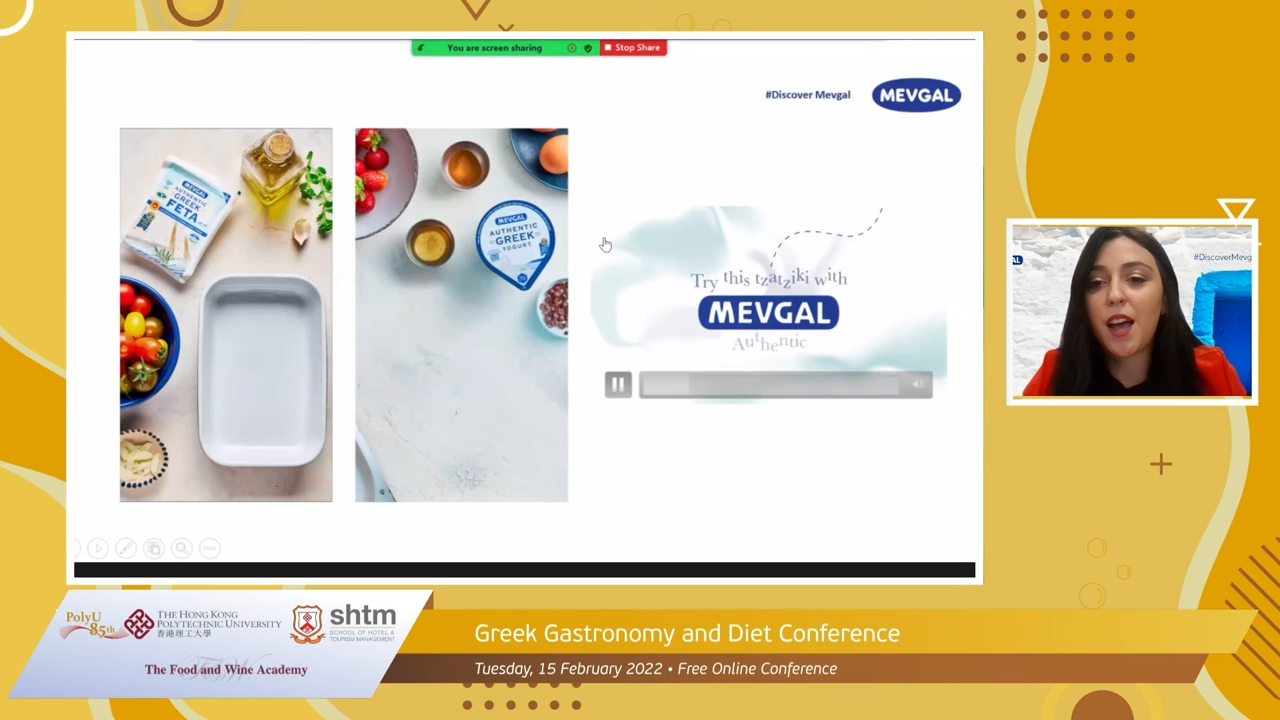 You are screen sharing
Stop Share
#Discover Mevgal
MEVGAL
MEVGAL
AUTHENTIC
GREEK
FETA
MEVGAL
AUTHENTIC
GREEK
YOGURT
Try this tzatziki with
MEVGAL
Authentic
AL
#DiscoverMevg
PolyU
85th
THE HONG KONG
POLYTECHNIC UNIVERSITY
香港理工大學
shtm
SCHOOL OF HOTEL &
TOURISM MANAGEMENT
The Food and Wine Academy
Greek Gastronomy and Diet Conference
Tuesday, 15 February 2022 • Free Online Conference